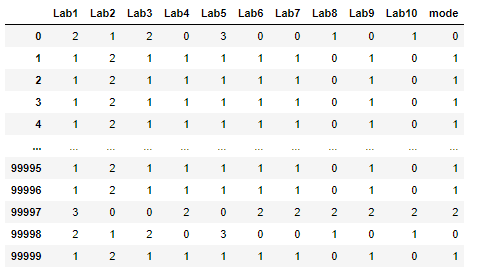 Lab1 Lab2 Lab3 Lab4 Lab5 Lab6 Lab7 Lab8 Lab9 Lab10 mode
0 2 1 2 0 3 0 0 1 0 1 0
1 1 2 1 1 1 1 1 0 1 0 1
2 1 2 1 1 1 1 1 0 1 0 1
3 1 2 1 1 1 1 1 0 1 0 1
4 1 2 1 1 1 1 1 0 1 0 1
... ... ... ... ... ... ... ... ... ... ... ...
99995 1 2 1 1 1 1 1 0 1 0 1
99996 1 2 1 1 1 1 1 0 1 0 1
99997 3 0 0 2 0 2 2 2 2 2 2
99998 2 1 2 0 3 0 0 1 0 1 0
99999 1 2 1 1 1 1 1 0 1 0 1